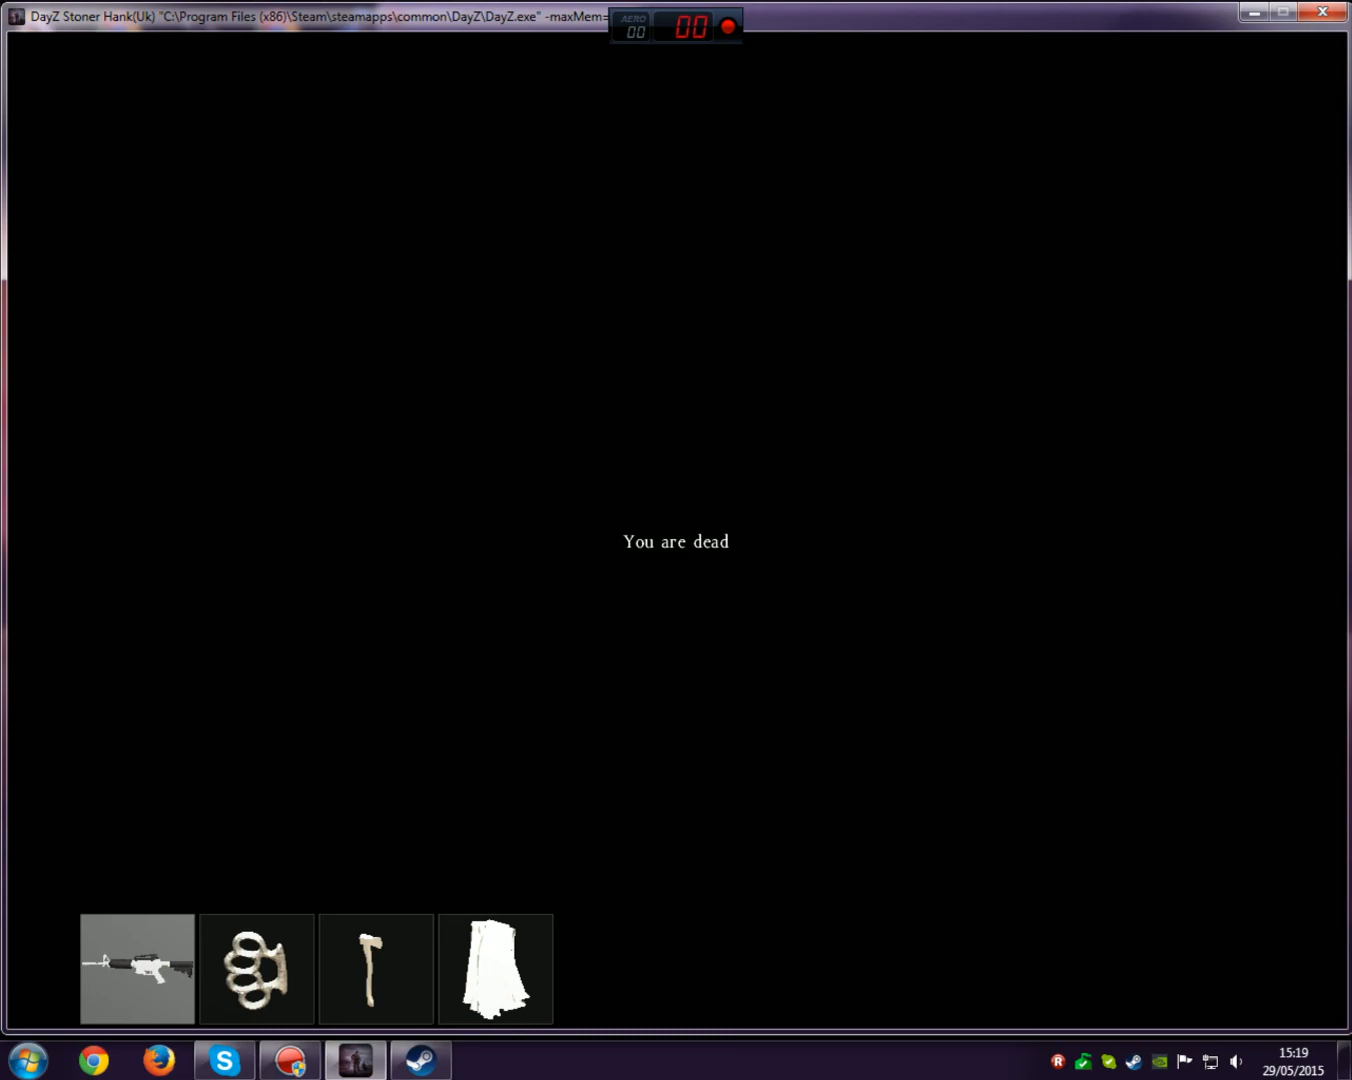 DayZ Stoner Hank(Uk) "C:\Program Files (x86)\Steam\steamapps\common\DayZ\DayZ.exe" -maxMem=
AERO
00
00
You are dead
15:19
29/05/2015